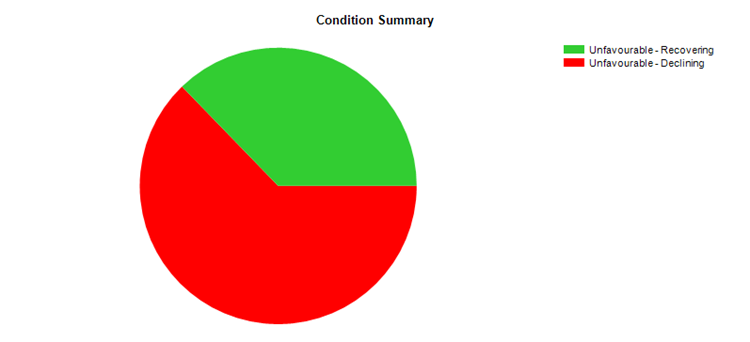 Condition Summary
Unfavourable - Recovering
Unfavourable - Declining